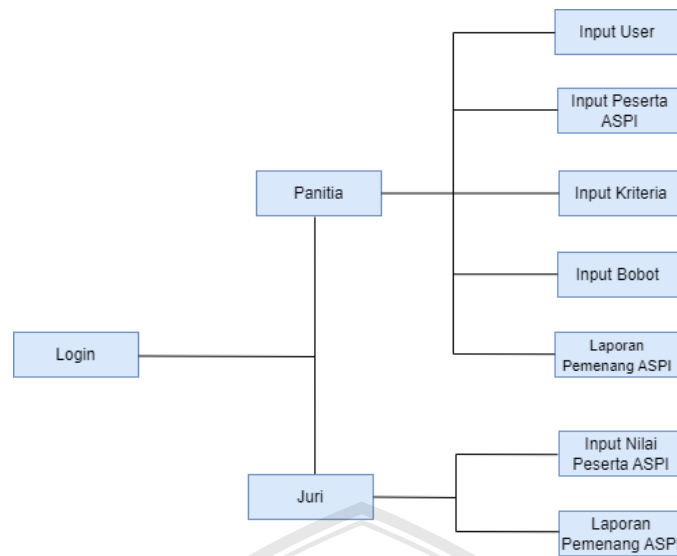 Input User
Input Peserta
ASPI
Panitia
Input Kriteria
Input Bobot
Login
Laporan
Pemenang ASPI
Input Nilai
Peserta ASPI
Juri
Laporan
Pemenang ASP